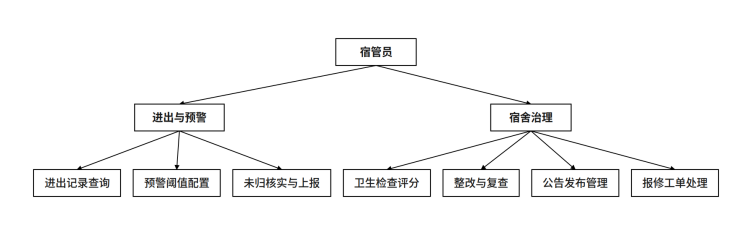 宿管员
进出与预警
宿舍治理
进出记录查询
预警阈值配置
未归核实与上报
卫生检查评分
整改与复查
公告发布管理
报修工单处理